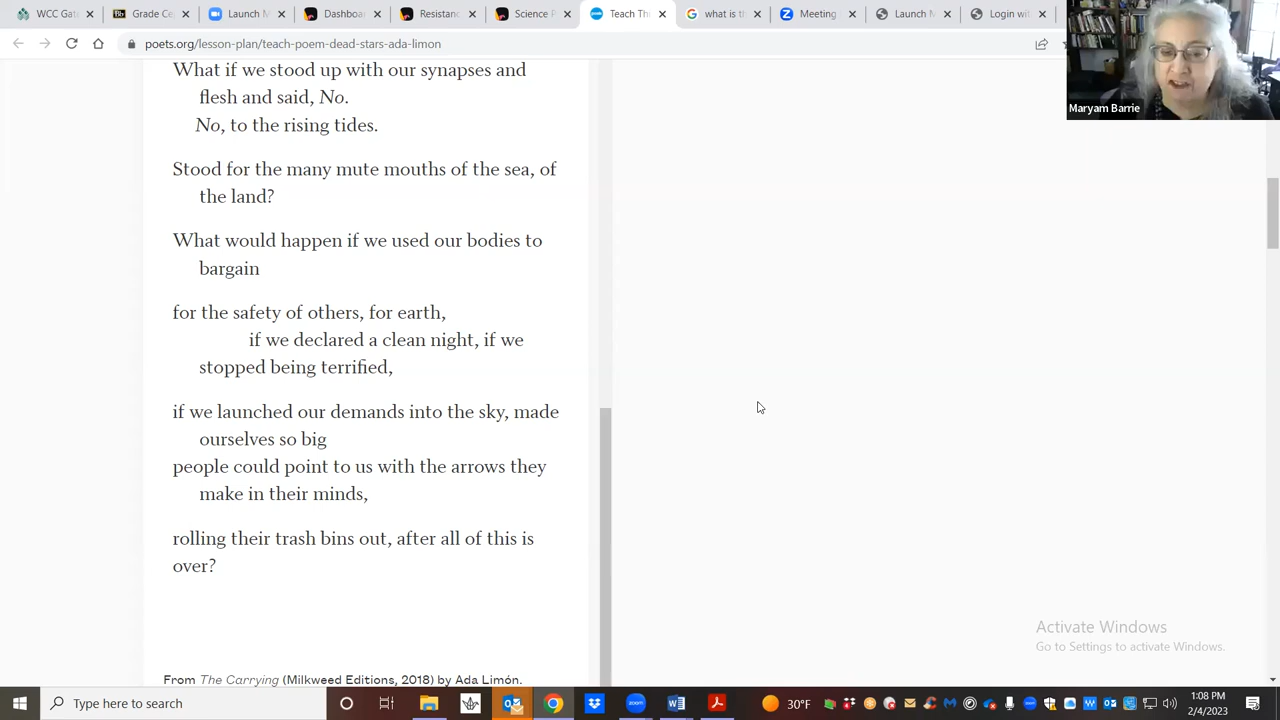 WCC Gate
Grade Ce
Launch M
Dashboa
Resistanc
Science P
Teach Th
what is th
Meeting
Launch M
Login wi
poets.org/lesson-plan/teach-poem-dead-stars-ada-limon
Maryam Barrie
What if we stood up with our synapses and
flesh and said, No.
No, to the rising tides.
Stood for the many mute mouths of the sea, of
the land?
What would happen if we used our bodies to
bargain
for the safety of others, for earth,
if we declared a clean night, if we
stopped being terrified,
if we launched our demands into the sky, made
ourselves so big
people could point to us with the arrows they
make in their minds,
rolling their trash bins out, after all of this is
over?
From The Carrying (Milkweed Editions, 2018) by Ada Limón.
Activate Windows
Go to Settings to activate Windows.
Type here to search
30°F
1:08 PM
2/4/2023